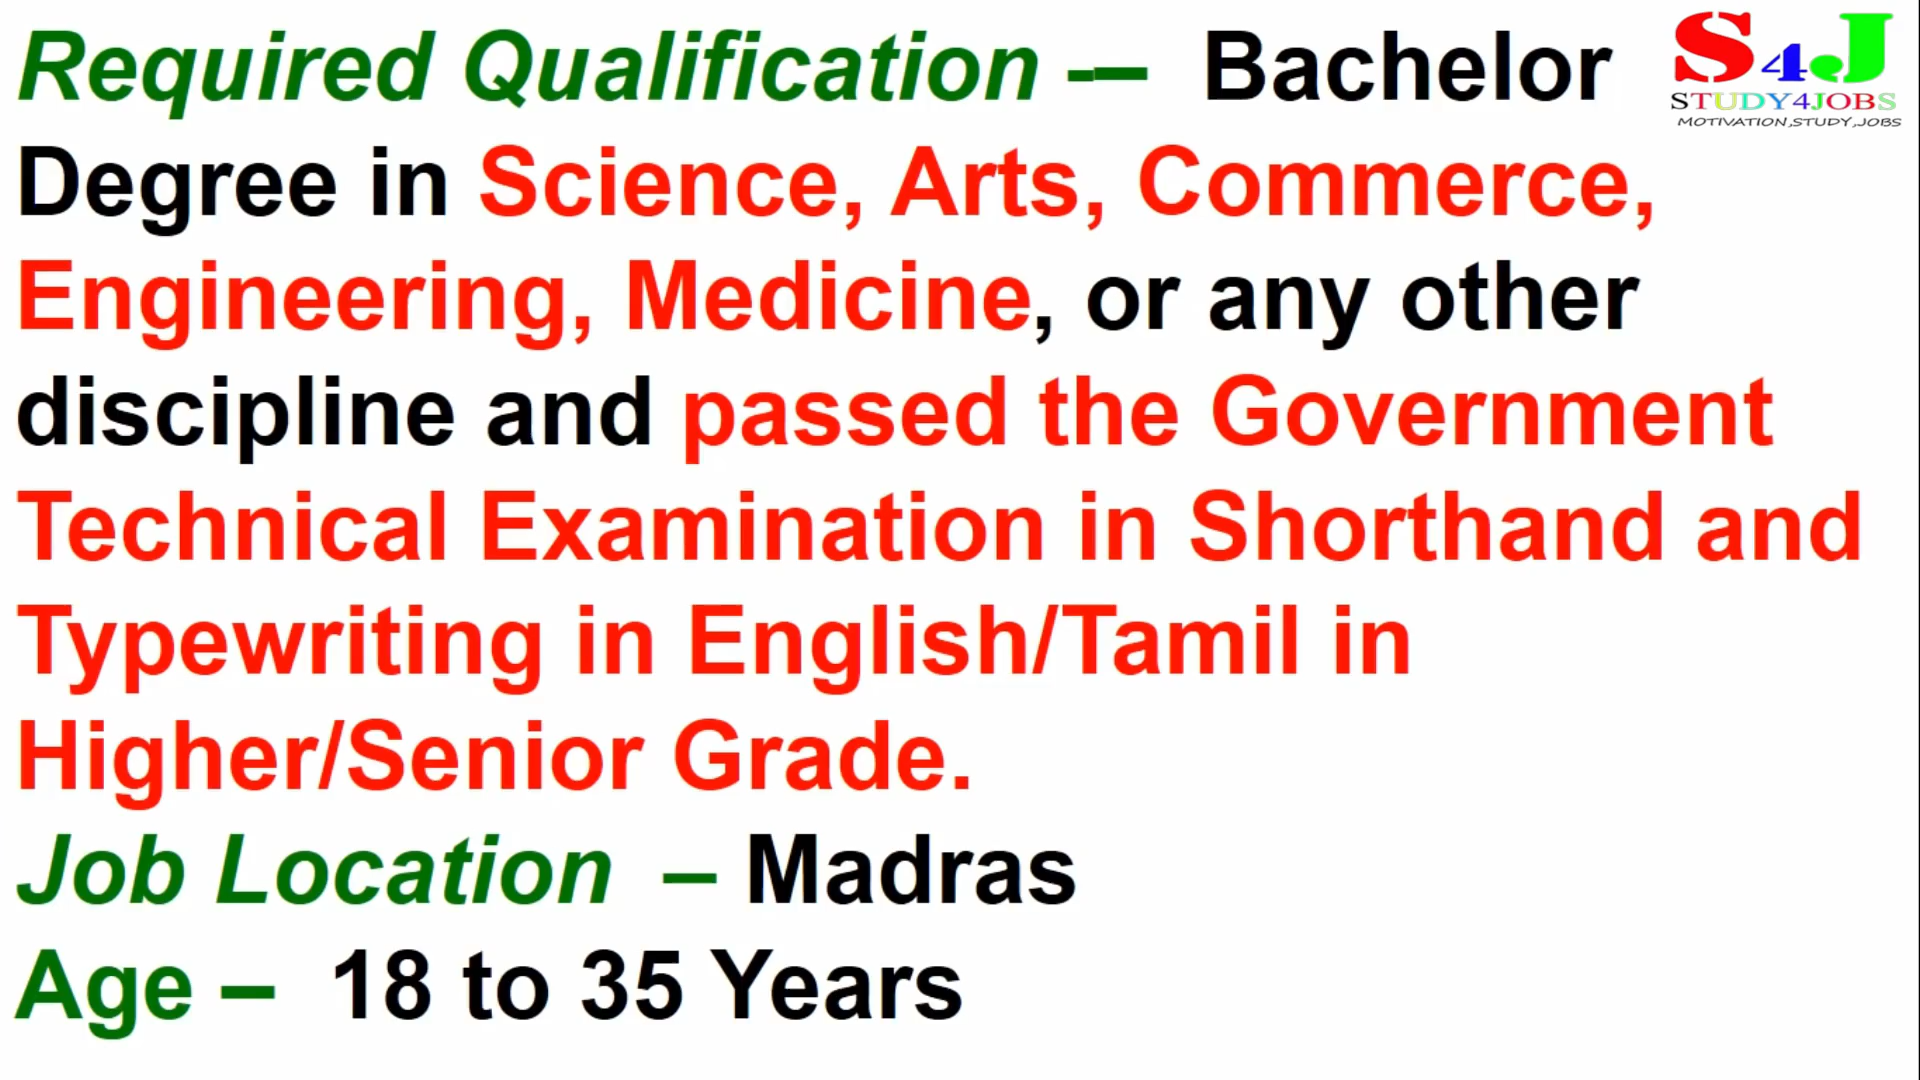 Required Qualification -– Bachelor
S4J
STUDY4JOBS
MOTIVATION,STUDY,JOBS
Degree in Science, Arts, Commerce,
Engineering, Medicine, or any other
discipline and passed the Government
Technical Examination in Shorthand and
Typewriting in English/Tamil in
Higher/Senior Grade.
Job Location – Madras
Age – 18 to 35 Years